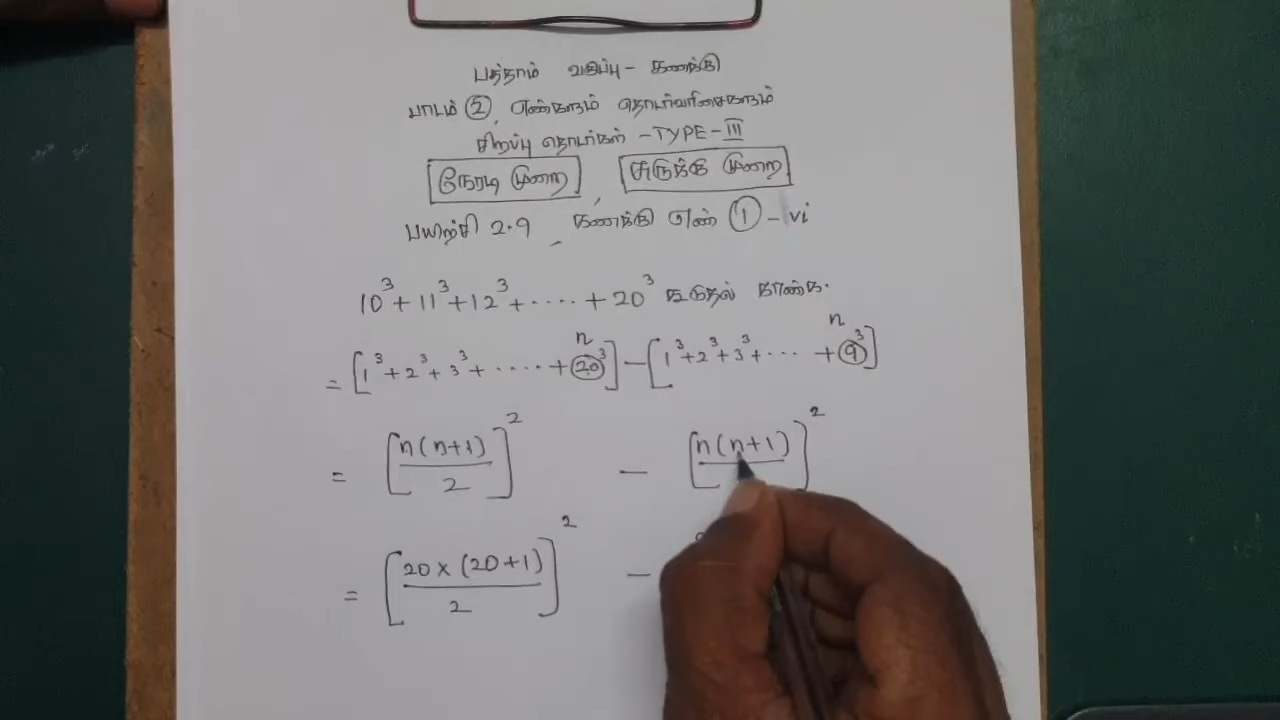 பத்தாம் வகுப்பு - கணக்கு
பாடம் ②, எண்களும் தொடர்வரிசைகளும்
சிறப்பு தொடர்கள் - TYPE - III
நேரடி முறை , சுருக்கு முறை
பயிற்சி 2.9 , கணக்கு எண் ① - vi
10³ + 11³ + 12³ + ..... + 20³ கூடுதல் காண்க.
n n
= [1³ + 2³ + 3³ + ..... + 20³] - [1³ + 2³ + 3³ + ... + 9³]
= [n(n+1)/2]² - [n(n+1)]²
= [20 × (20+1)/2]² -